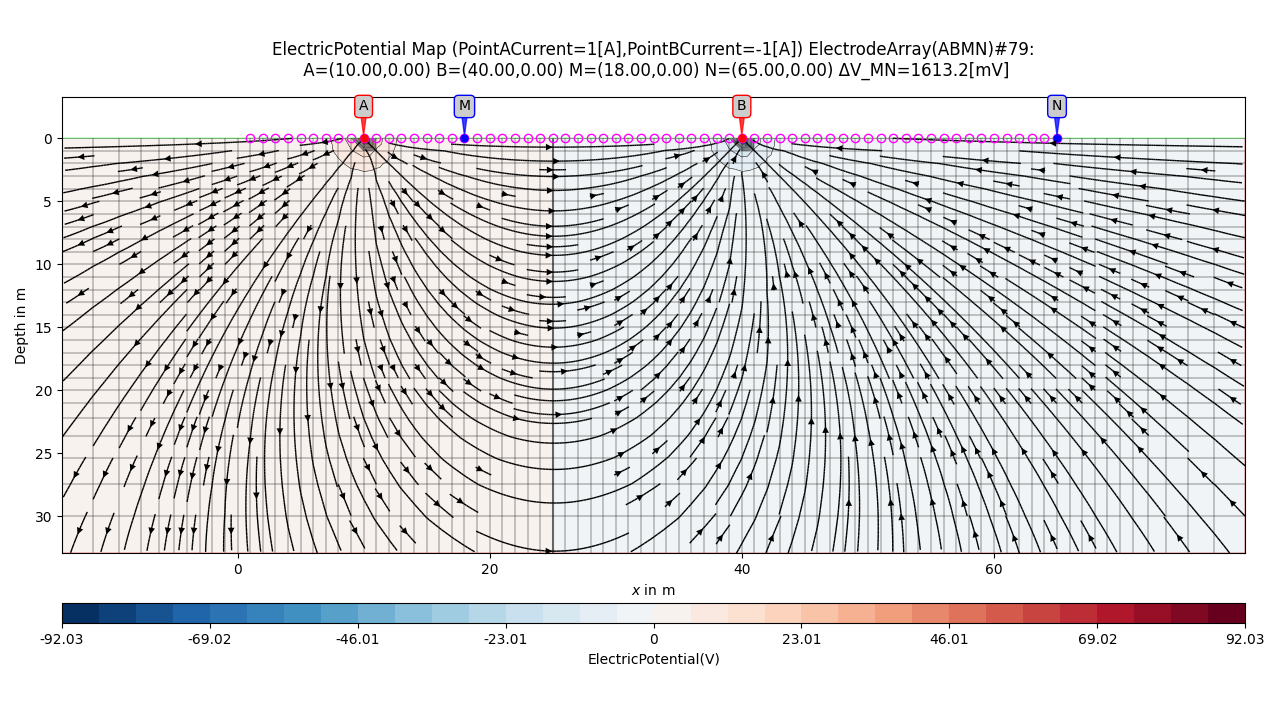 ElectricPotential Map (PointACurrent=1[A],PointBCurrent=-1[A]) ElectrodeArray(ABMN)#79:
A=(10.00,0.00) B=(40.00,0.00) M=(18.00,0.00) N=(65.00,0.00) ΔV_MN=1613.2[mV]
A M B N
0
5
10
15
20
25
30
Depth in m
0 20 40 60
x in m
-92.03 -69.02 -46.01 -23.01 0 23.01 46.01 69.02 92.03
ElectricPotential(V)